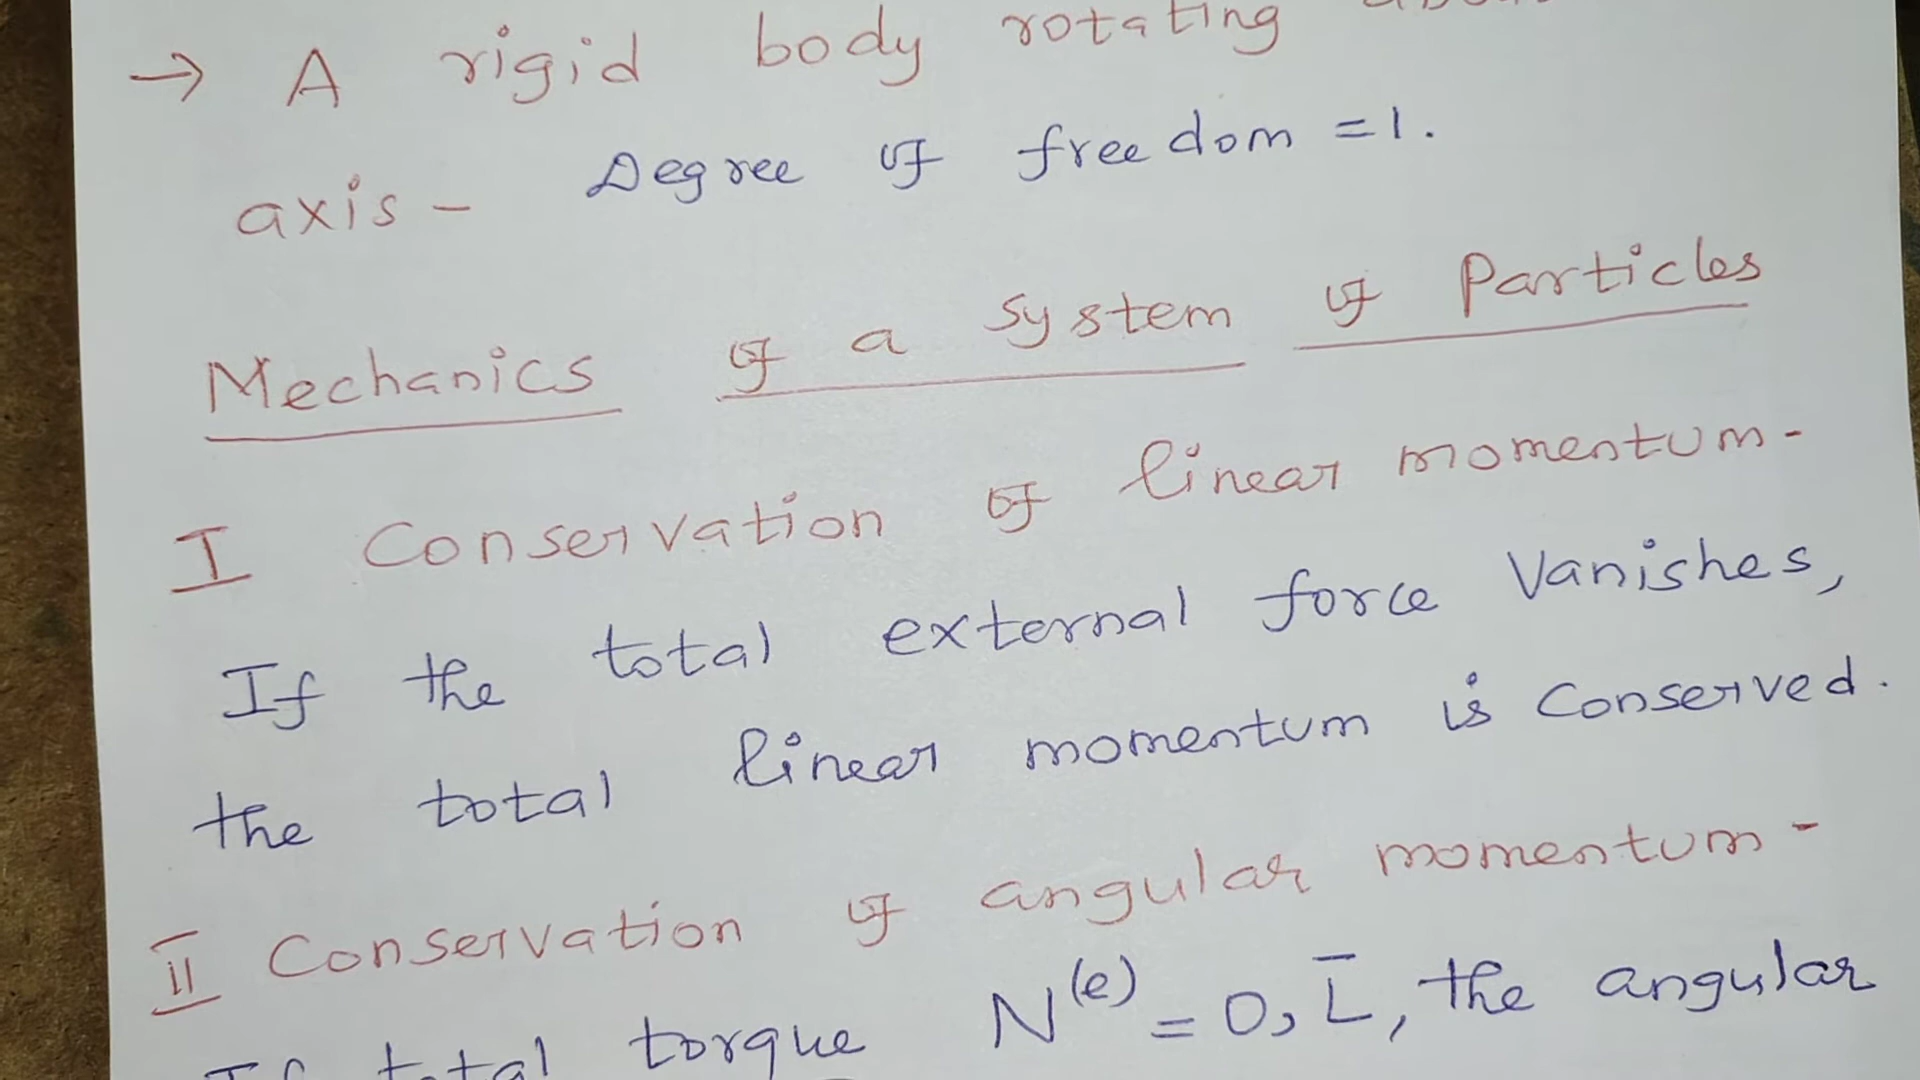 → A rigid body rotating
axis - Degree of freedom = 1.
Mechanics of a system of Particles
I Conservation of linear momentum -
If the total external force Vanishes,
the total linear momentum is Conserved.
II Conservation of angular momentum -
If total torque N^(e) = 0, L̄, the angular